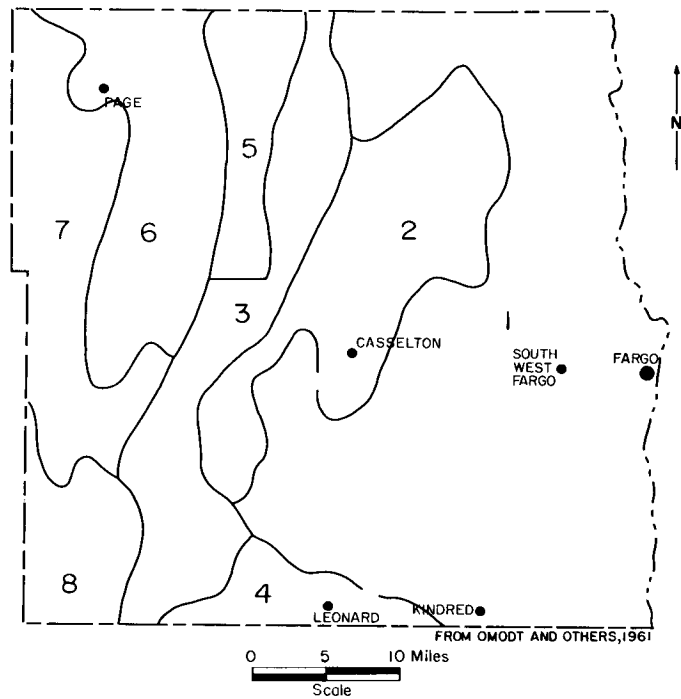 PAGE
5
N
7
6
2
3
CASSELTON
SOUTH
WEST
FARGO
FARGO
1
8
4
LEONARD
KINDRED
FROM OMODT AND OTHERS,1961
0 5 10 Miles
Scale